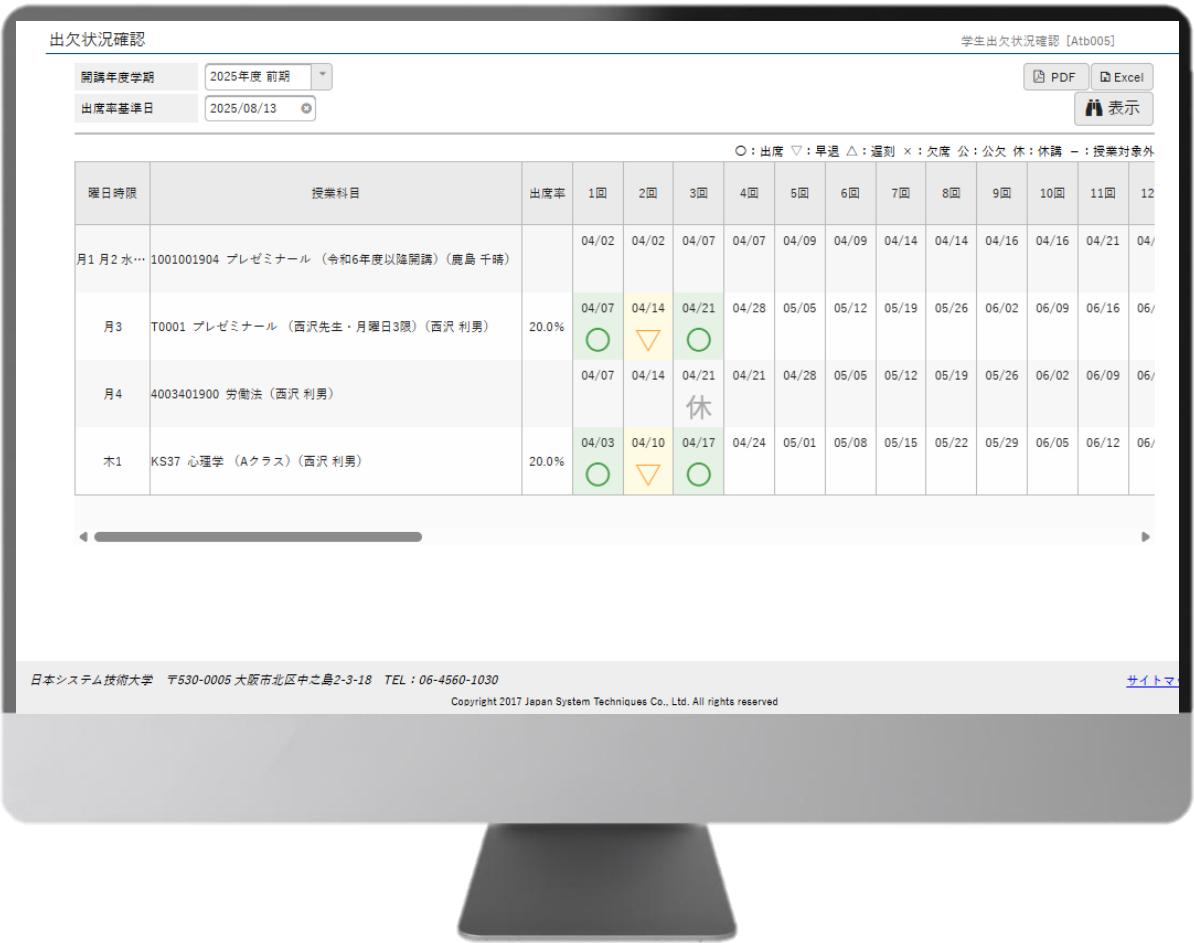 出欠状況確認
学生出欠状況確認 [Atb005]
開講年度学期 2025年度 前期
PDF Excel
出席率基準日 2025/08/13
表示
○：出席 ▽：早退 △：遅刻 ×：欠席 公：公欠 休：休講 −：授業対象外
曜日時限 授業科目 出席率 1回 2回 3回 4回 5回 6回 7回 8回 9回 10回 11回 12
04/02 04/02 04/07 04/07 04/09 04/09 04/14 04/14 04/16 04/16 04/21 04/
月1 月2 水… 1001001904 プレゼミナール （令和6年度以降開講）（鹿島 千晴）
04/07 04/14 04/21 04/28 05/05 05/12 05/19 05/26 06/02 06/09 06/16 06/
月3 T0001 プレゼミナール （西沢先生・月曜日3限）（西沢 利男） 20.0% ○ ▽ ○
04/07 04/14 04/21 04/21 04/28 05/05 05/12 05/19 05/26 06/02 06/09 06/
月4 4003401900 労働法（西沢 利男） 休
04/03 04/10 04/17 04/24 05/01 05/08 05/15 05/22 05/29 06/05 06/12 06/
木1 KS37 心理学 （Aクラス）（西沢 利男） 20.0% ○ ▽ ○
日本システム技術大学 〒530-0005 大阪市北区中之島2-3-18 TEL：06-4560-1030
サイトマ
Copyright 2017 Japan System Techniques Co., Ltd. All rights reserved